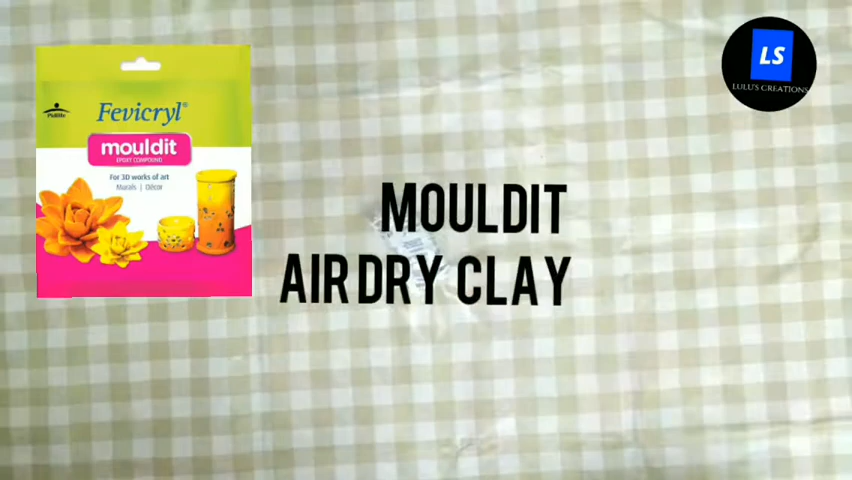 Pidilite
Fevicryl®
mouldit
EPOXY COMPOUND
For 3D works of art
Murals | Décor
LS
LULU'S CREATIONS
MOULDIT
AIR DRY CLAY